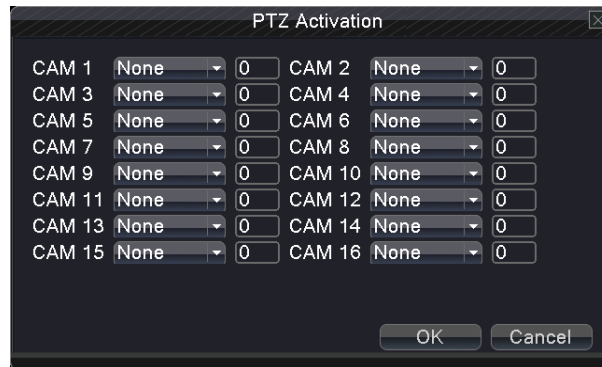 PTZ Activation
CAM 1 None 0 CAM 2 None 0
CAM 3 None 0 CAM 4 None 0
CAM 5 None 0 CAM 6 None 0
CAM 7 None 0 CAM 8 None 0
CAM 9 None 0 CAM 10 None 0
CAM 11 None 0 CAM 12 None 0
CAM 13 None 0 CAM 14 None 0
CAM 15 None 0 CAM 16 None 0
OK Cancel